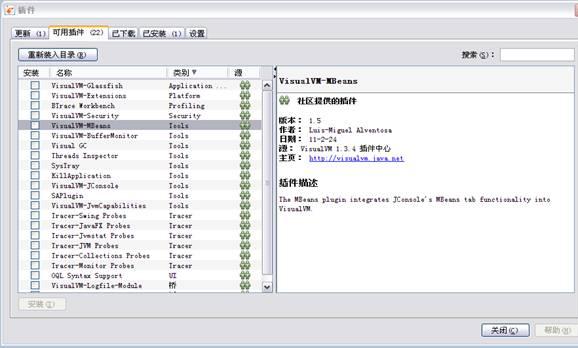 插件
更新 (1) 可用插件 (22) 已下载 已安装 (1) 设置
重新装入目录(R) 搜索(S):
安装 名称 类别 源
VisualVM-Glassfish Application ...
VisualVM-Extensions Platform
BTrace Workbench Profiling
VisualVM-Security Security
VisualVM-MBeans Tools
VisualVM-BufferMonitor Tools
Visual GC Tools
Threads Inspector Tools
SysTray Tools
KillApplication Tools
VisualVM-JConsole Tools
SAPlugin Tools
VisualVM-JvmCapabilities Tools
Tracer-Swing Probes Tracer
Tracer-JavaFX Probes Tracer
Tracer-Jvmstat Probes Tracer
Tracer-JVM Probes Tracer
Tracer-Collections Probes Tracer
Tracer-Monitor Probes Tracer
OQL Syntax Support UI
VisualVM-Logfile-Module 桥
VisualVM-MBeans
社区提供的插件
版本: 1.5
作者: Luis-Miguel Alventosa
日期: 11-2-24
源: VisualVM 1.3.4 插件中心
主页: http://visualvm.java.net
插件描述
The MBeans plugin integrates JConsole's MBeans tab functionality into
VisualVM.
安装(I)
关闭(C) 帮助(H)